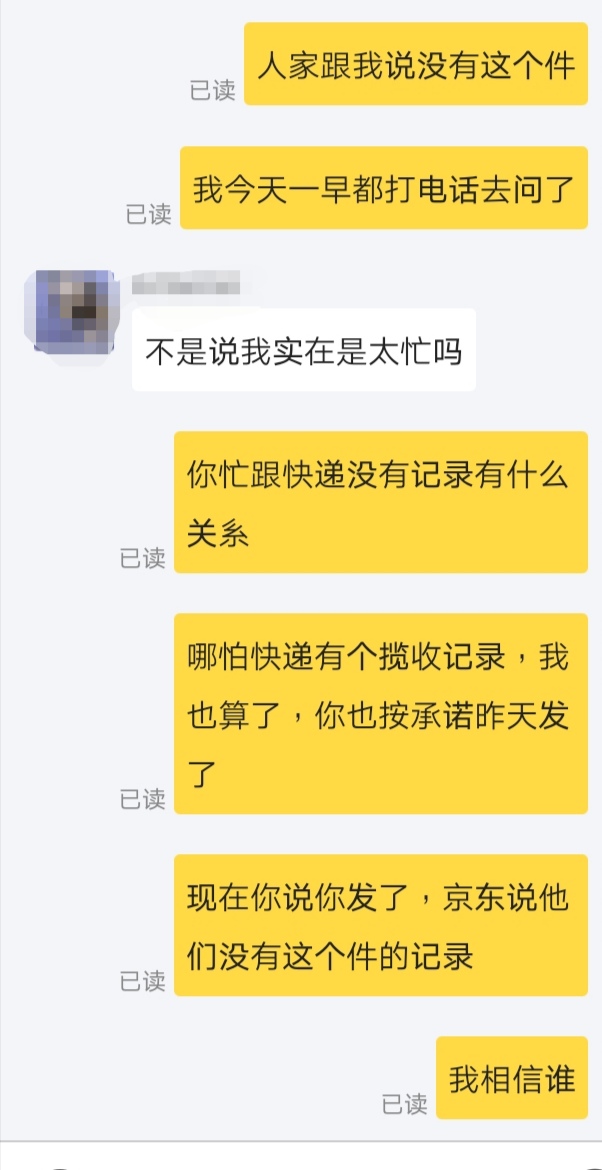 人家跟我说没有这个件
已读
我今天一早都打电话去问了
已读
不是说我实在是太忙吗
你忙跟快递没有记录有什么
关系
已读
哪怕快递有个揽收记录，我
也算了，你也按承诺昨天发
了
已读
现在你说你发了，京东说他
们没有这个件的记录
已读
我相信谁
已读